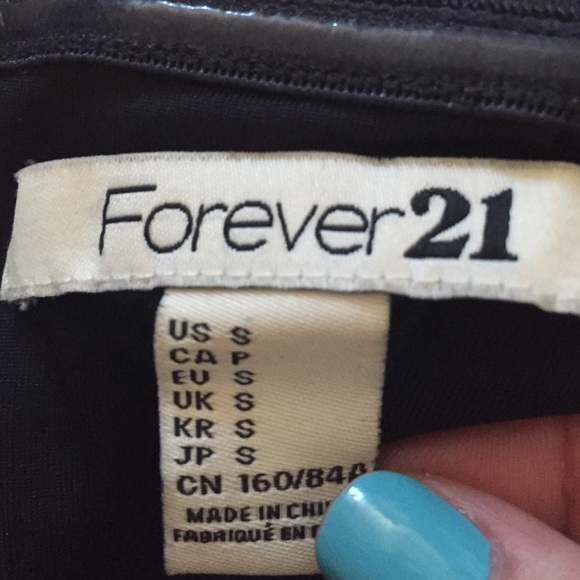 Forever21
US S
CA P
EU S
UK S
KR S
JP S
CN 160/84A
MADE IN
FABRIQUÉ EN